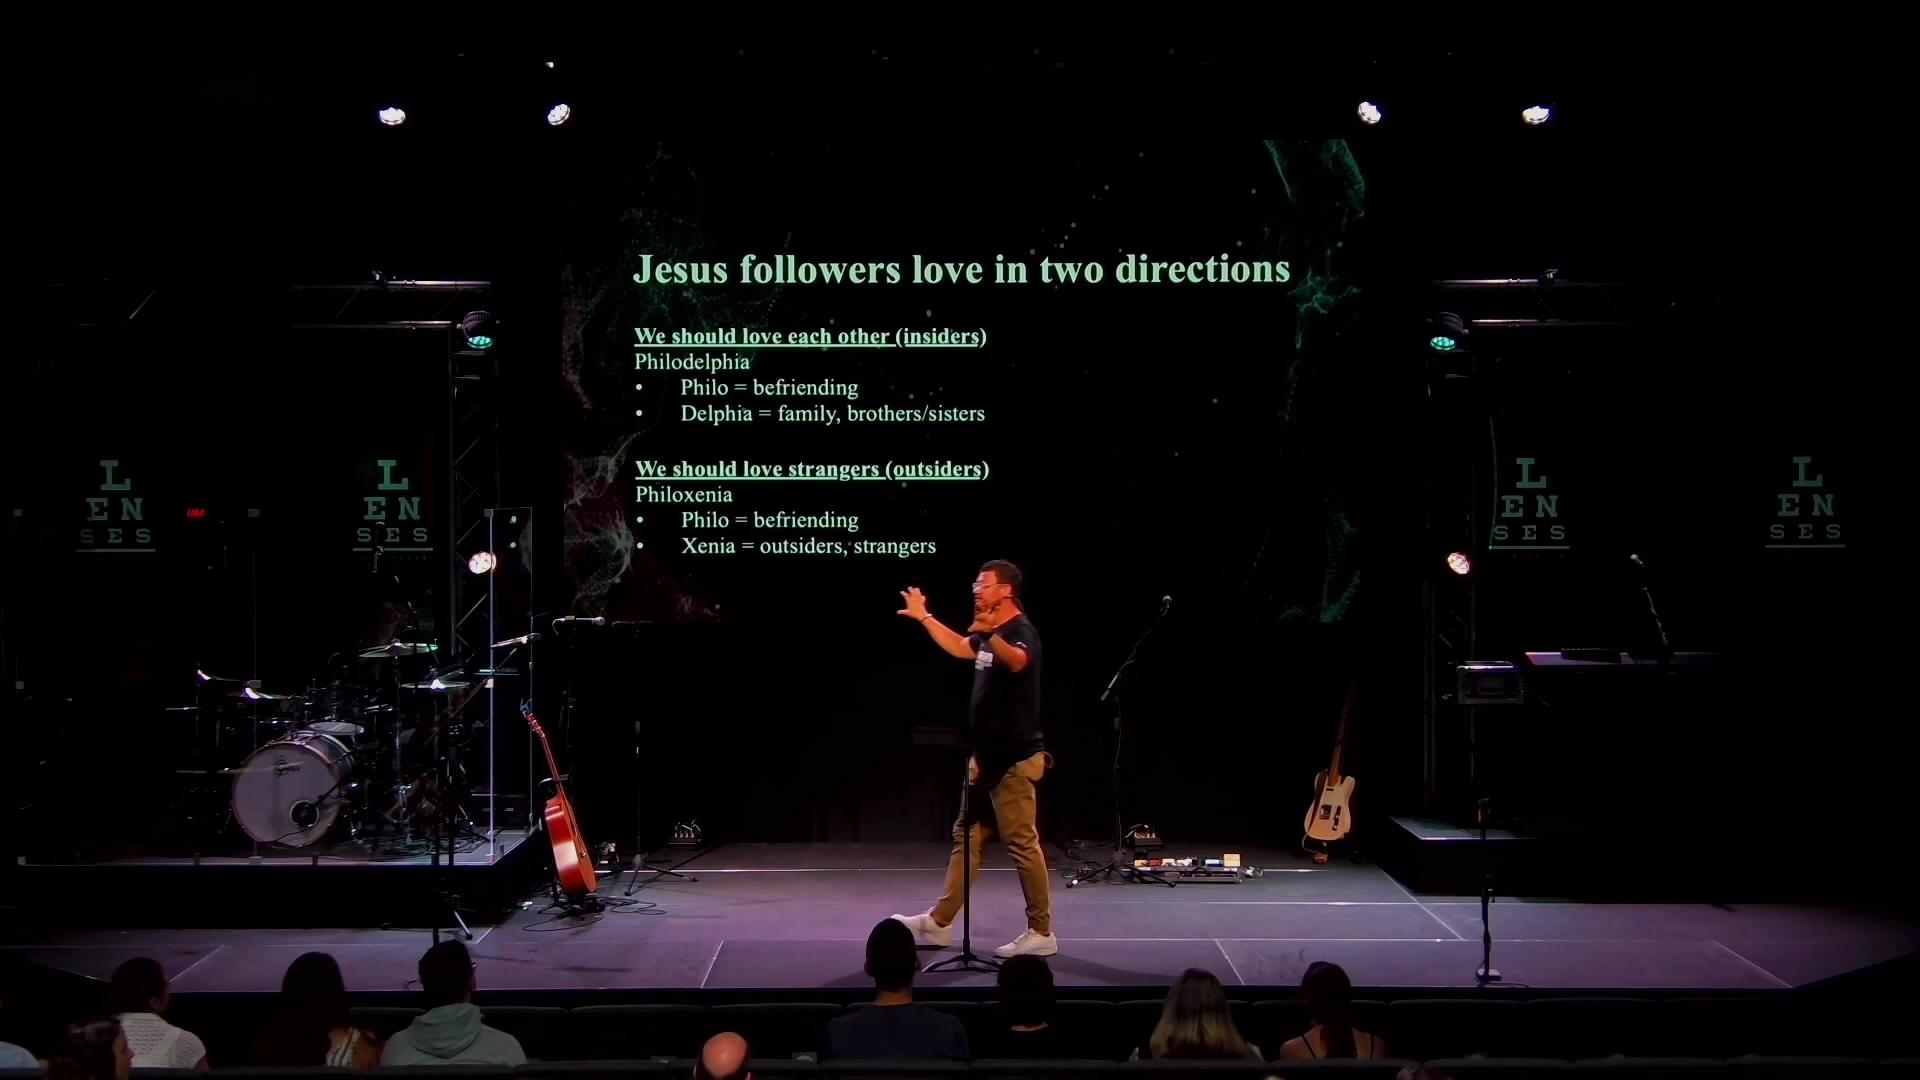 Jesus followers love in two directions
We should love each other (insiders)
Philodelphia
• Philo = befriending
• Delphia = family, brothers/sisters
We should love strangers (outsiders)
Philoxenia
• Philo = befriending
• Xenia = outsiders, strangers
L
EN
SES
L
EN
SES
L
EN
SES
L
EN
SES